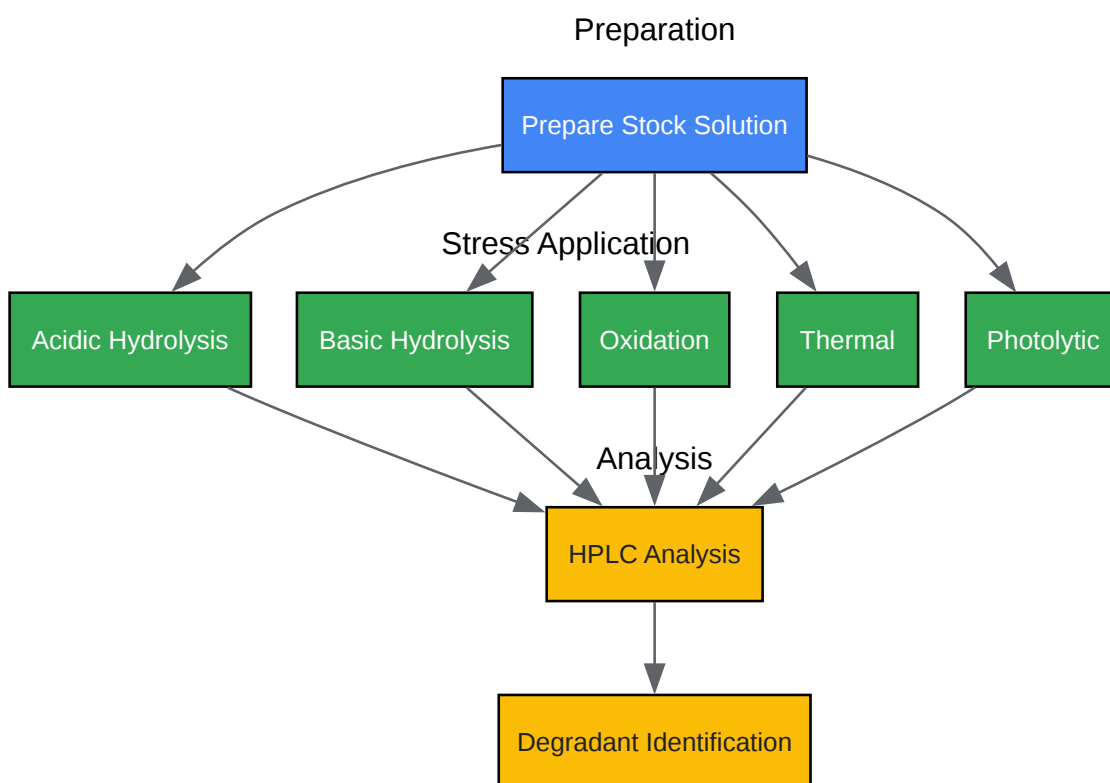 Preparation
Prepare Stock Solution
Stress Application
Acidic Hydrolysis
Basic Hydrolysis
Oxidation
Thermal
Photolytic
Analysis
HPLC Analysis
Degradant Identification